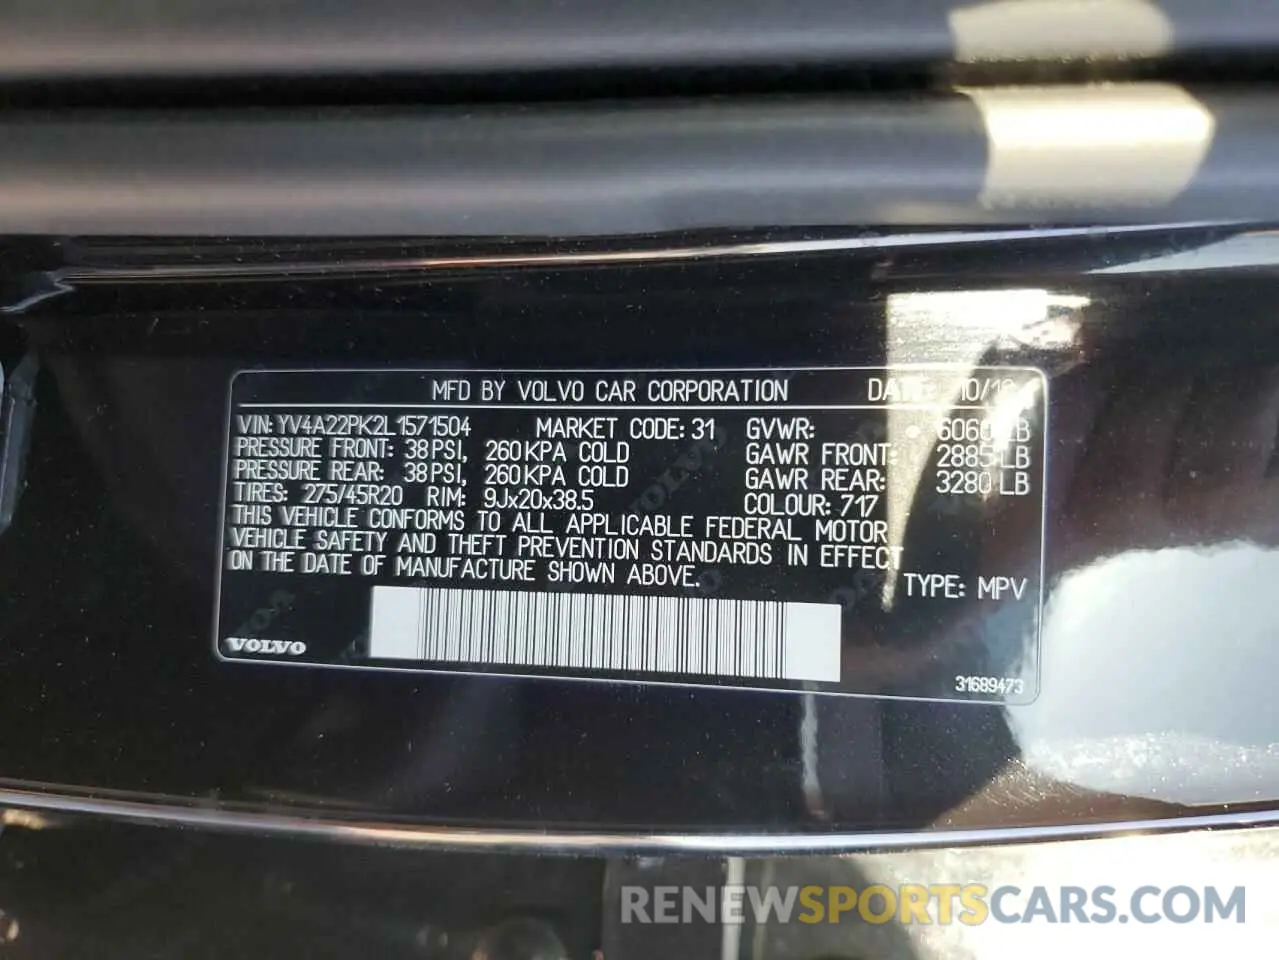 MFD BY VOLVO CAR CORPORATION DATE: 10/19
VIN: YV4A22PK2L1571504 MARKET CODE: 31 GVWR: 6060 LB
PRESSURE FRONT: 38 PSI, 260 KPA COLD GAWR FRONT: 2885 LB
PRESSURE REAR: 38 PSI, 260 KPA COLD GAWR REAR: 3280 LB
TIRES: 275/45R20 RIM: 9Jx20x38.5 COLOUR: 717
THIS VEHICLE CONFORMS TO ALL APPLICABLE FEDERAL MOTOR
VEHICLE SAFETY AND THEFT PREVENTION STANDARDS IN EFFECT
ON THE DATE OF MANUFACTURE SHOWN ABOVE.
TYPE: MPV
VOLVO
31689473
RENEWSPORTSCARS.COM